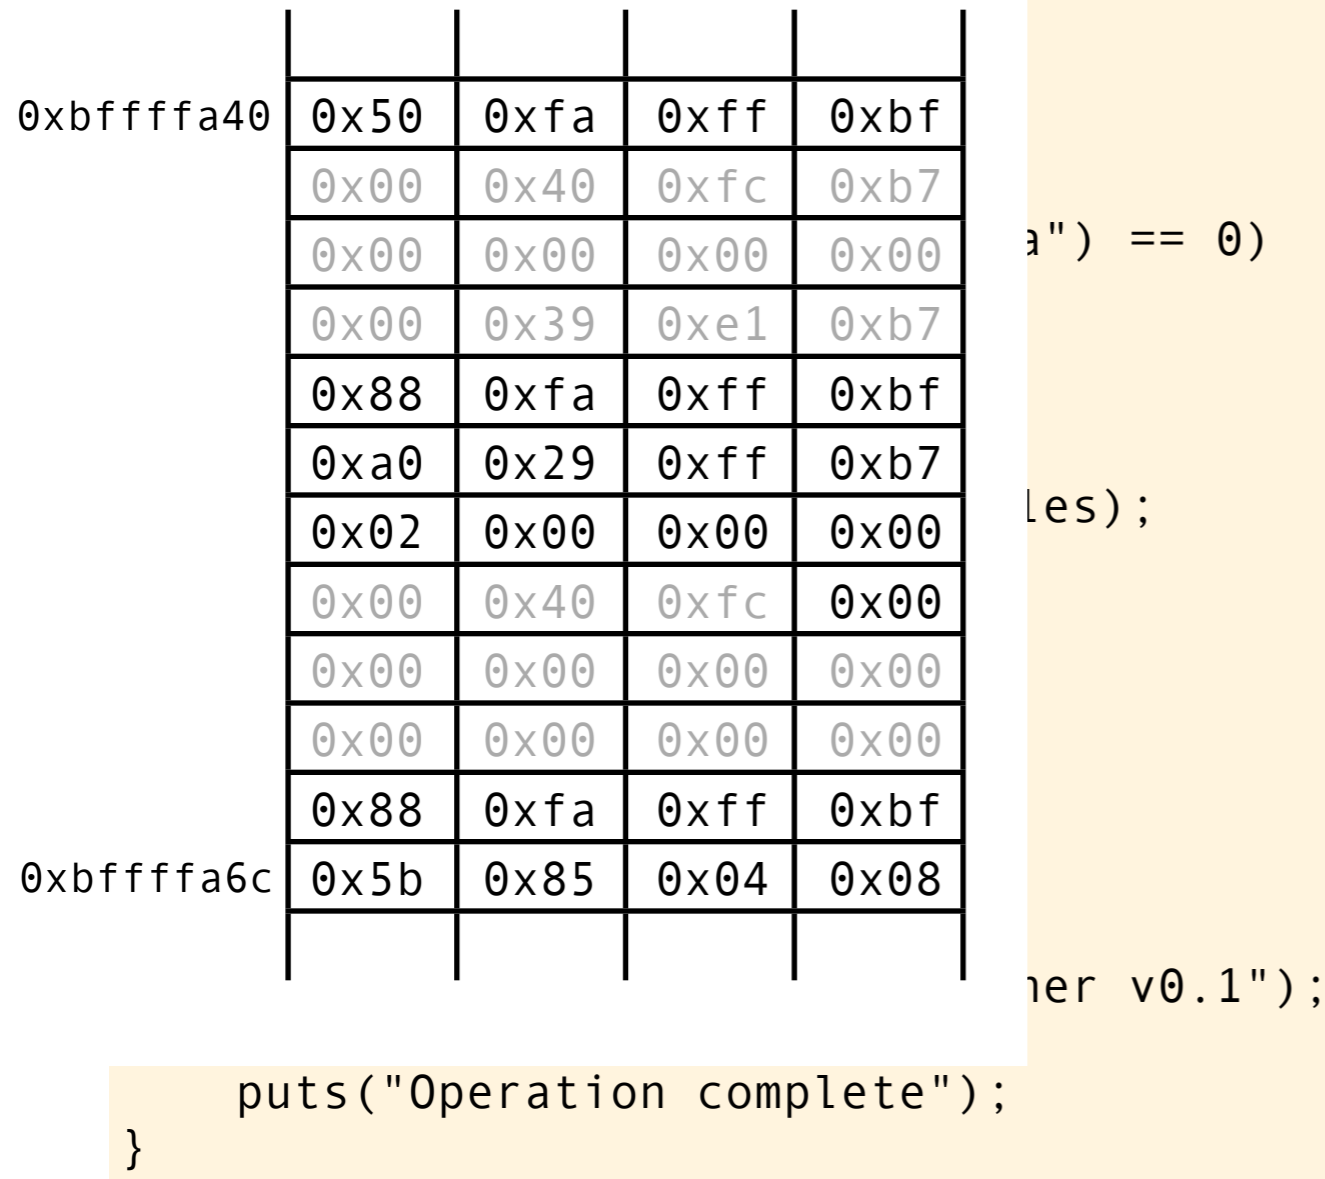 0xbffffa40 0x50 0xfa 0xff 0xbf
0x00 0x40 0xfc 0xb7
a") == 0)
0x00 0x00 0x00 0x00
0x00 0x39 0xe1 0xb7
0x88 0xfa 0xff 0xbf
0xa0 0x29 0xff 0xb7
les);
0x02 0x00 0x00 0x00
0x00 0x40 0xfc 0x00
0x00 0x00 0x00 0x00
0x00 0x00 0x00 0x00
0x88 0xfa 0xff 0xbf
0xbffffa6c 0x5b 0x85 0x04 0x08
ner v0.1");
puts("Operation complete");
}